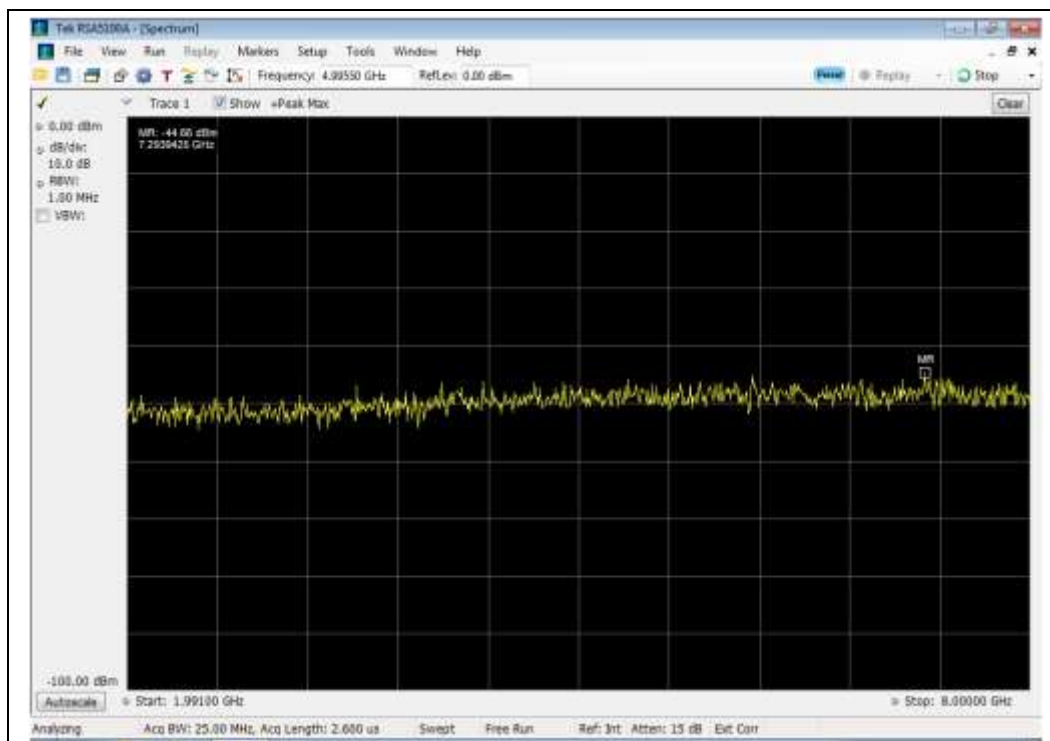 Tek RSA5100A - [Spectrum]
File View Run Replay Markers Setup Tools Window Help
Frequency: 4.99550 GHz RefLev: 0.00 dBm
Replay Stop
Trace 1 Show +Peak Max Clear
0.00 dBm
dB/div:
10.0 dB
RBW:
1.00 MHz
VBW:
MR: -44.66 dBm
7.2939425 GHz
MR
-100.00 dBm
Autoscale Start: 1.99100 GHz Stop: 8.00000 GHz
Analyzing Acq BW: 25.00 MHz, Acq Length: 2.600 us Swept Free Run Ref: Int Atten: 15 dB Ext Corr